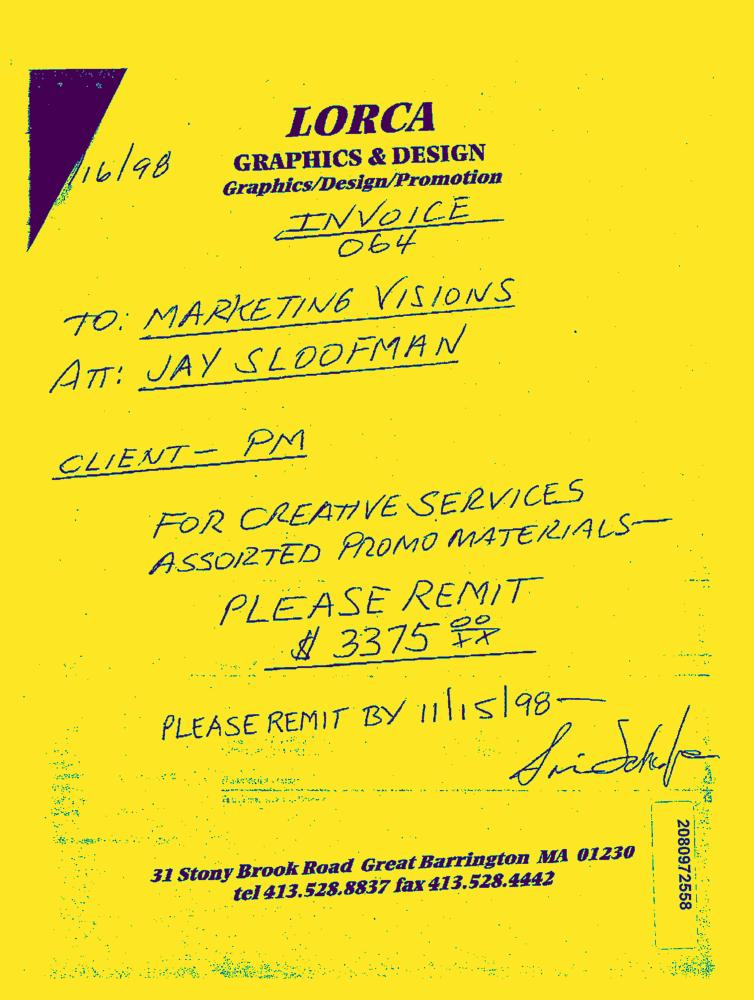 LORCA
GRAPHICS & DESIGN
Graphics/Design/Promotion
/16/98
INVOICE
064
TO: MARKETING VISIONS
ATT: JAY SLOOFMAN
CLIENT - PM
FOR CREATIVE SERVICES
ASSORTED PROMO MATERIALS—
PLEASE REMIT
$ 3375 00/XX
PLEASE REMIT BY 11/15/98—
31 Stony Brook Road Great Barrington MA 01230
tel 413.528.8837 fax 413.528.4442
2080972558